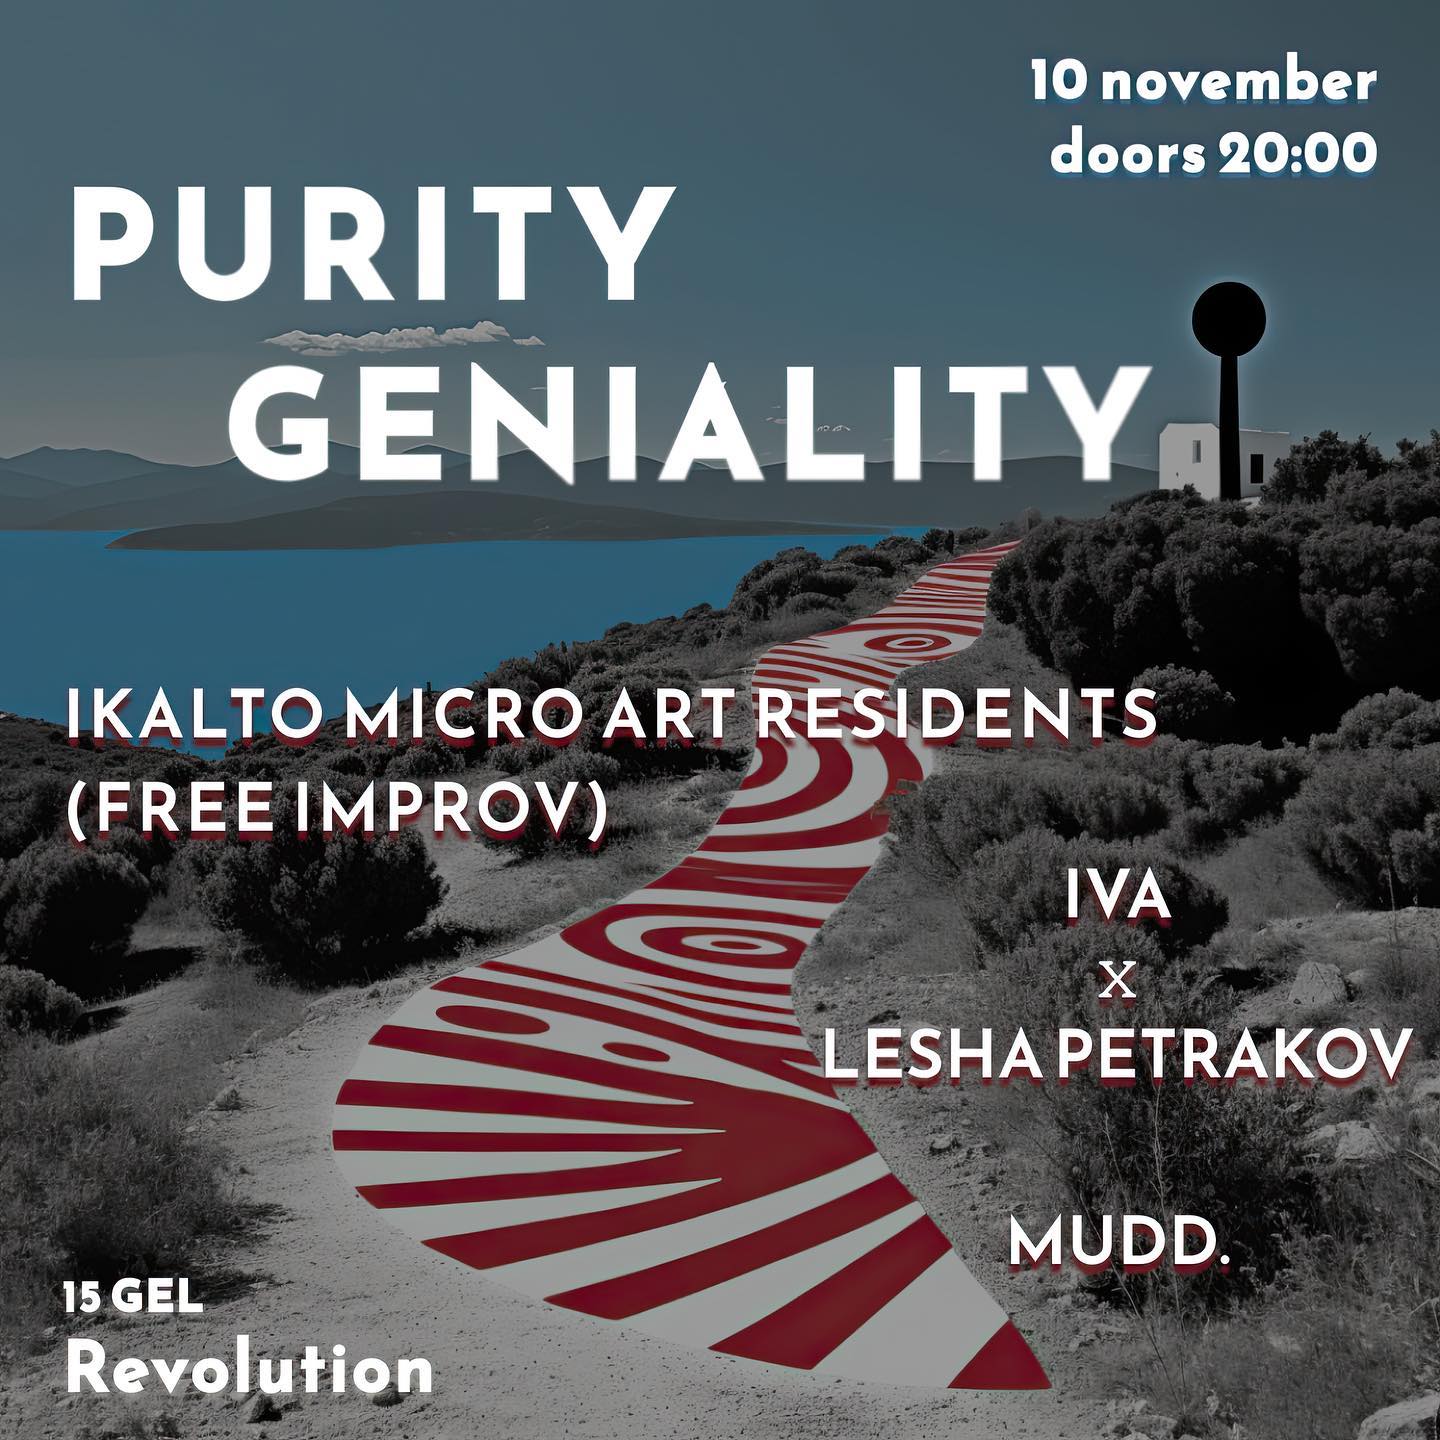 10 november
doors 20:00
PURITY
GENIALITY
IKALTO MICRO ART RESIDENTS
(FREE IMPROV)
IVA
X
LESHA PETRAKOV
MUDD.
15 GEL
Revolution